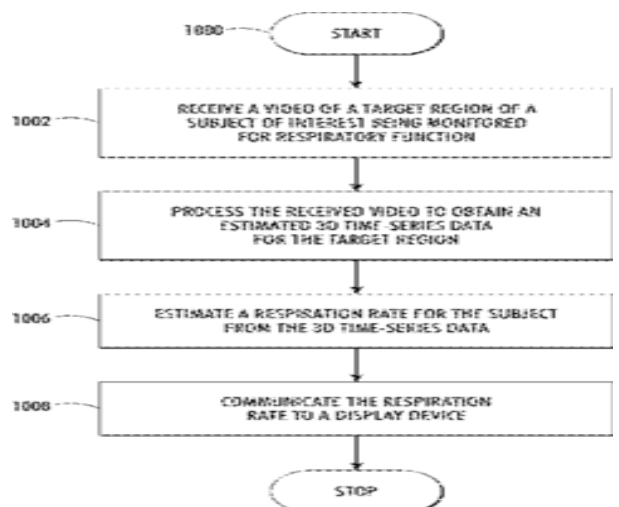 1000
START
1002
RECEIVE A VIDEO OF A TARGET REGION OF A
SUBJECT OF INTEREST BEING MONITORED
FOR RESPIRATORY FUNCTION
1004
PROCESS THE RECEIVED VIDEO TO OBTAIN AN
ESTIMATED 3D TIME-SERIES DATA
FOR THE TARGET REGION
1006
ESTIMATE A RESPIRATION RATE FOR THE SUBJECT
FROM THE 3D TIME-SERIES DATA
1008
COMMUNICATE THE RESPIRATION
RATE TO A DISPLAY DEVICE
STOP